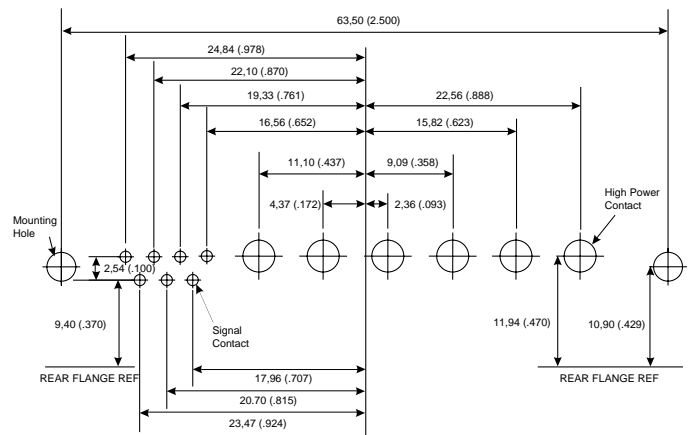 63,50 (2.500)
24,84 (.978)
22,10 (.870)
19,33 (.761)
22,56 (.888)
16,56 (.652)
15,82 (.623)
11,10 (.437)
9,09 (.358)
4,37 (.172)
2,36 (.093)
High Power
Contact
Mounting
Hole
2,54 (.100)
9,40 (.370)
Signal
Contact
11,94 (.470)
10,90 (.429)
REAR FLANGE REF
17,96 (.707)
REAR FLANGE REF
20.70 (.815)
23,47 (.924)